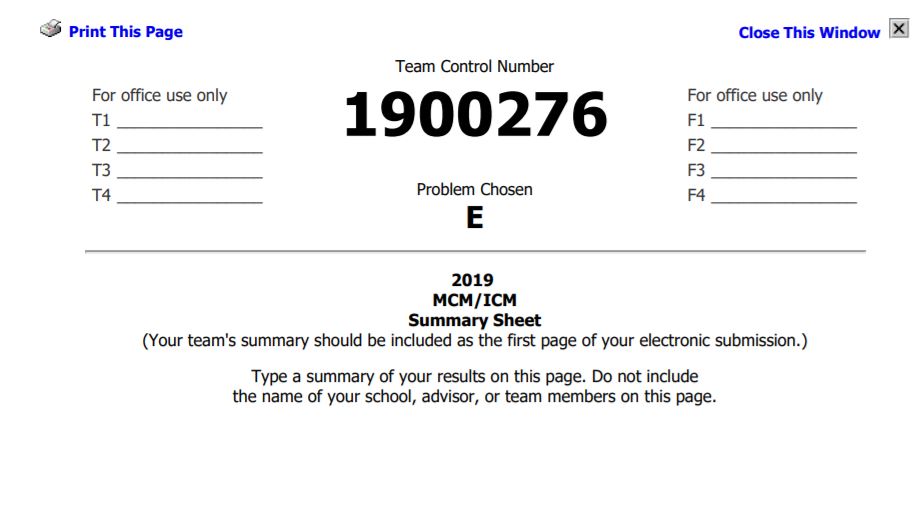 Print This Page
Close This Window
Team Control Number
1900276
For office use only
T1 ________________
T2 ________________
T3 ________________
T4 ________________
For office use only
F1 ________________
F2 ________________
F3 ________________
F4 ________________
Problem Chosen
E
2019
MCM/ICM
Summary Sheet
(Your team's summary should be included as the first page of your electronic submission.)
Type a summary of your results on this page. Do not include
the name of your school, advisor, or team members on this page.